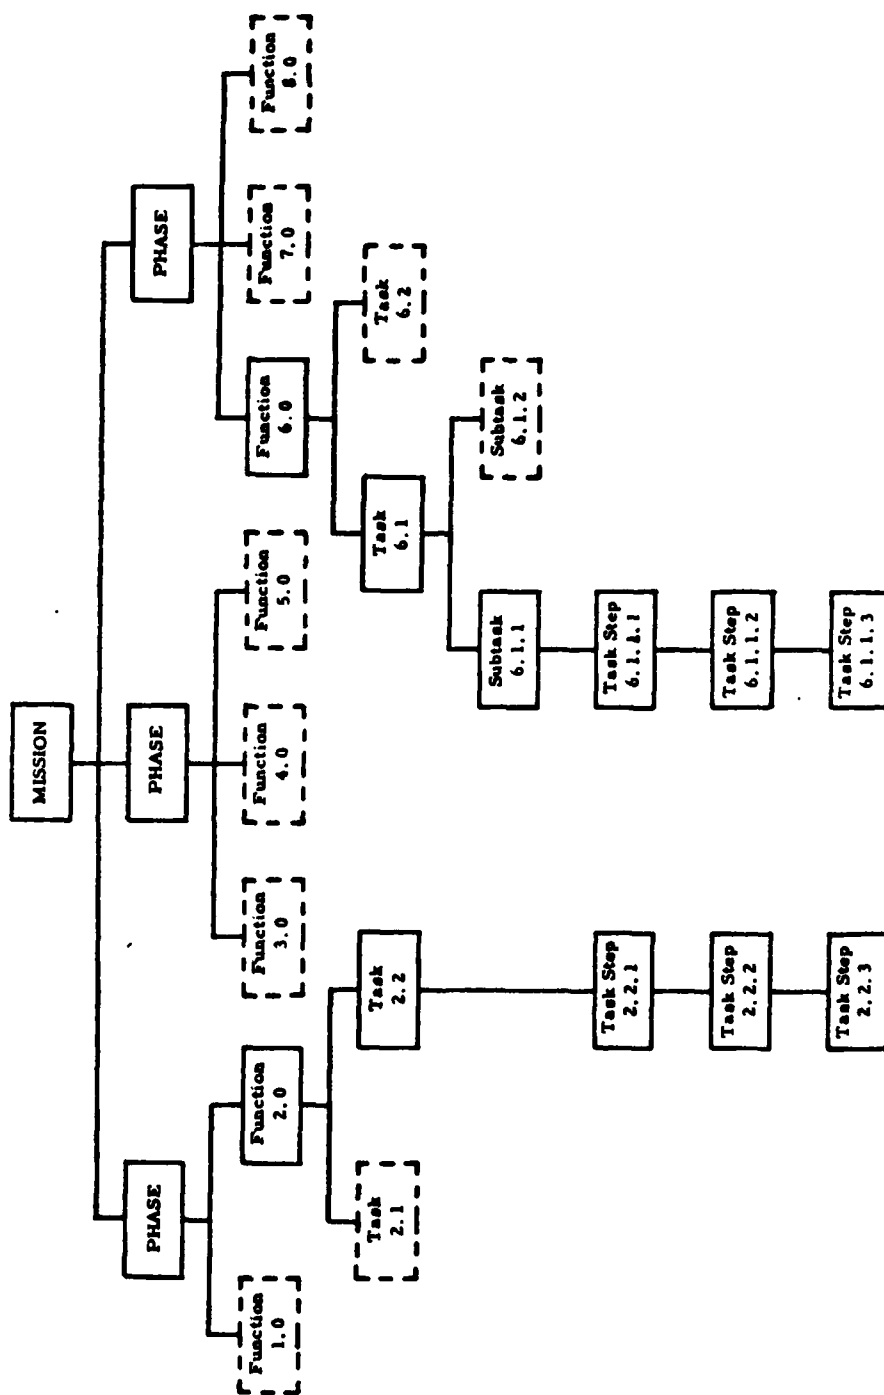 MISSION
PHASE
PHASE
PHASE
Function
1.0
Function
2.0
Function
3.0
Function
4.0
Function
5.0
Function
6.0
Function
7.0
Function
8.0
Task
2.1
Task
2.2
Task
6.1
Task
6.2
Subtask
6.1.1
Subtask
6.1.2
Task Step
2.2.1
Task Step
6.1.1.1
Task Step
2.2.2
Task Step
6.1.1.2
Task Step
2.2.3
Task Step
6.1.1.3